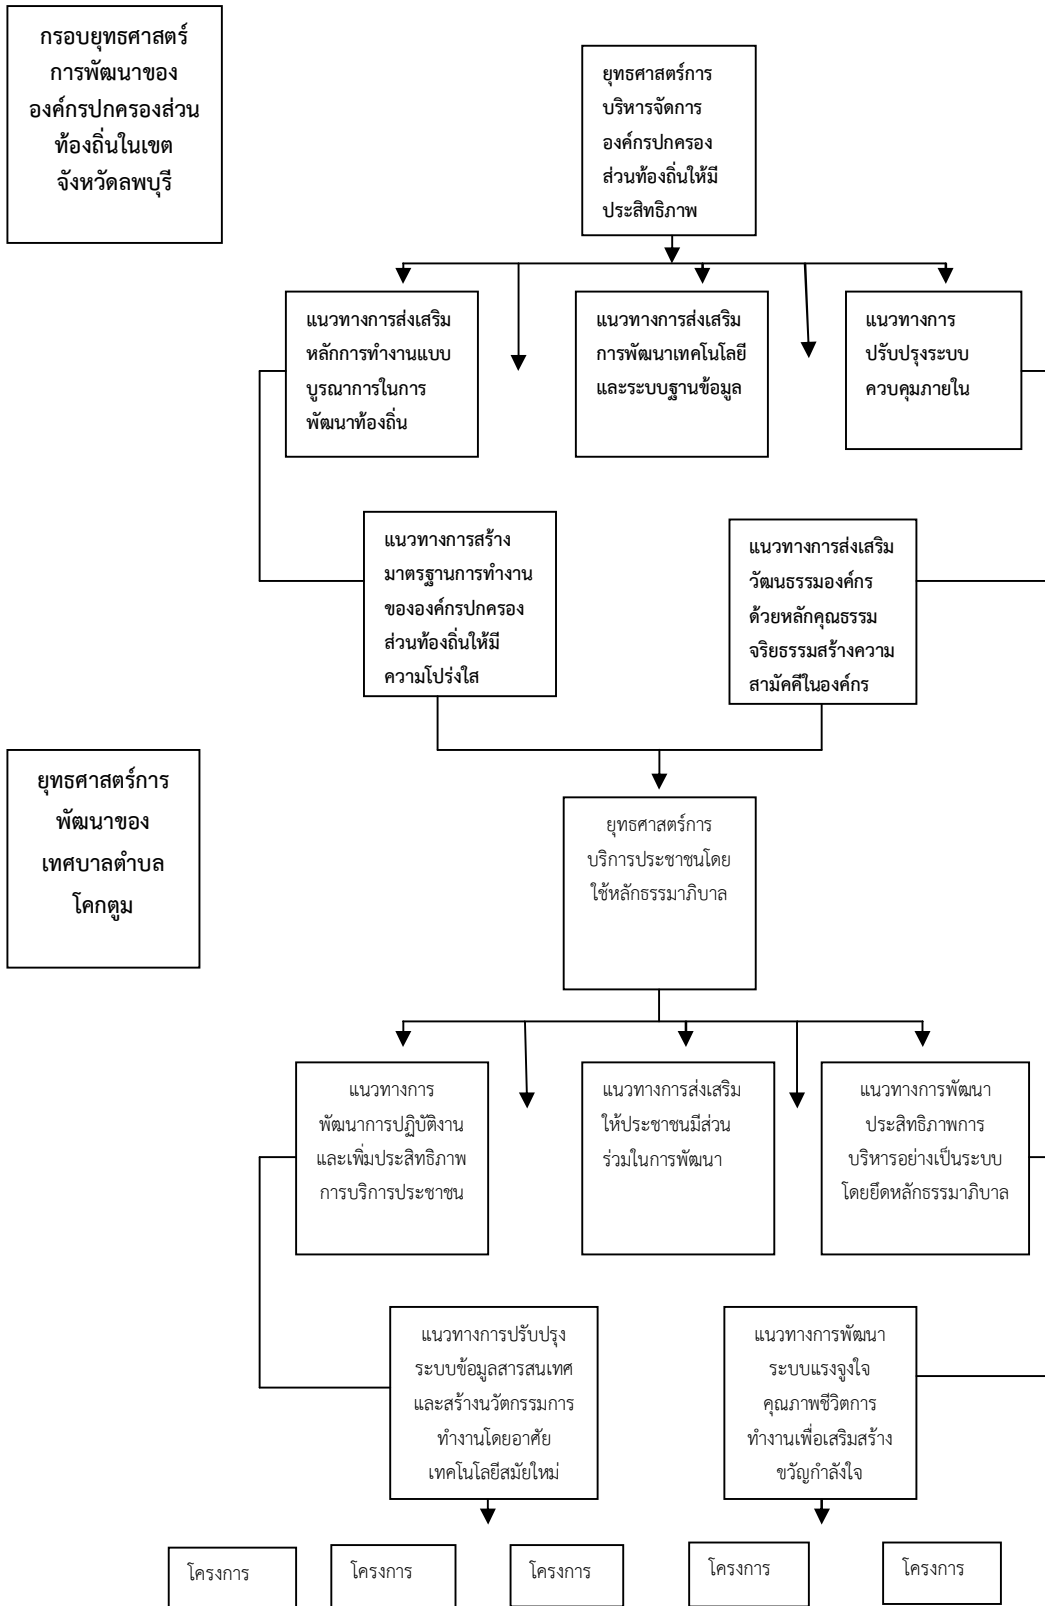 กรอบยุทธศาสตร์
การพัฒนาของ
องค์กรปกครองส่วน
ท้องถิ่นในเขต
จังหวัดลพบุรี
ยุทธศาสตร์การ
บริหารจัดการ
องค์กรปกครอง
ส่วนท้องถิ่นให้มี
ประสิทธิภาพ
แนวทางการส่งเสริม
หลักการทำงานแบบ
บูรณาการในการ
พัฒนาท้องถิ่น
แนวทางการส่งเสริม
การพัฒนาเทคโนโลยี
และระบบฐานข้อมูล
แนวทางการ
ปรับปรุงระบบ
ควบคุมภายใน
แนวทางการสร้าง
มาตรฐานการทำงาน
ขององค์กรปกครอง
ส่วนท้องถิ่นให้มี
ความโปร่งใส
แนวทางการส่งเสริม
วัฒนธรรมองค์กร
ด้วยหลักคุณธรรม
จริยธรรมสร้างความ
สามัคคีในองค์กร
ยุทธศาสตร์การ
พัฒนาของ
เทศบาลตำบล
โคกตูม
ยุทธศาสตร์การ
บริการประชาชนโดย
ใช้หลักธรรมาภิบาล
แนวทางการ
พัฒนาการปฏิบัติงาน
และเพิ่มประสิทธิภาพ
การบริการประชาชน
แนวทางการส่งเสริม
ให้ประชาชนมีส่วน
ร่วมในการพัฒนา
แนวทางการพัฒนา
ประสิทธิภาพการ
บริหารอย่างเป็นระบบ
โดยยึดหลักธรรมาภิบาล
แนวทางการปรับปรุง
ระบบข้อมูลสารสนเทศ
และสร้างนวัตกรรมการ
ทำงานโดยอาศัย
เทคโนโลยีสมัยใหม่
แนวทางการพัฒนา
ระบบแรงจูงใจ
คุณภาพชีวิตการ
ทำงานเพื่อเสริมสร้าง
ขวัญกำลังใจ
โครงการ
โครงการ
โครงการ
โครงการ
โครงการ